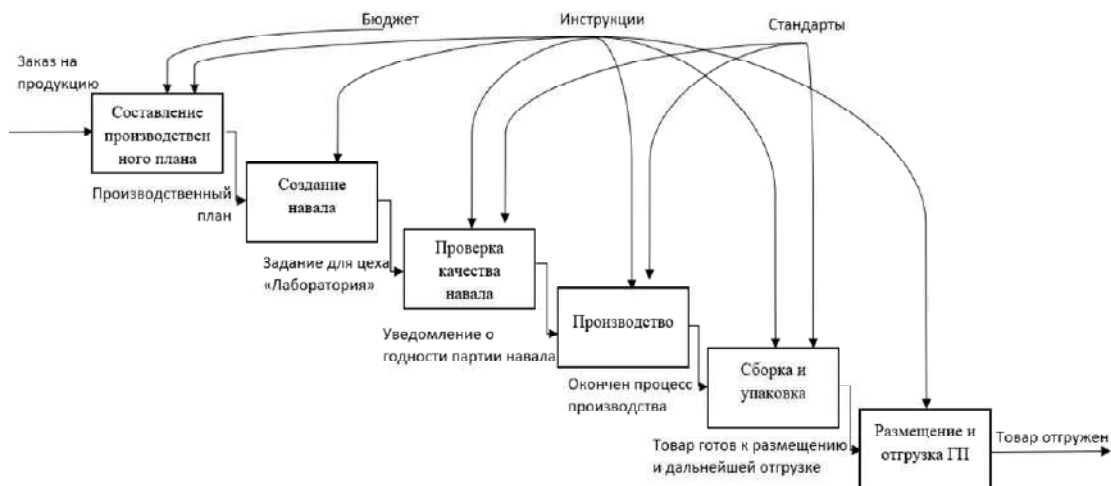 Бюджет
Инструкции
Стандарты
Заказ на
продукцию
Составление
производствен
ного плана
Производственный
план
Создание
навала
Задание для цеха
«Лаборатория»
Проверка
качества
навала
Уведомление о
годности партии навала
Производство
Окончен процесс
производства
Сборка и
упаковка
Товар готов к размещению
и дальнейшей отгрузке
Размещение и
отгрузка ГП
Товар отгружен